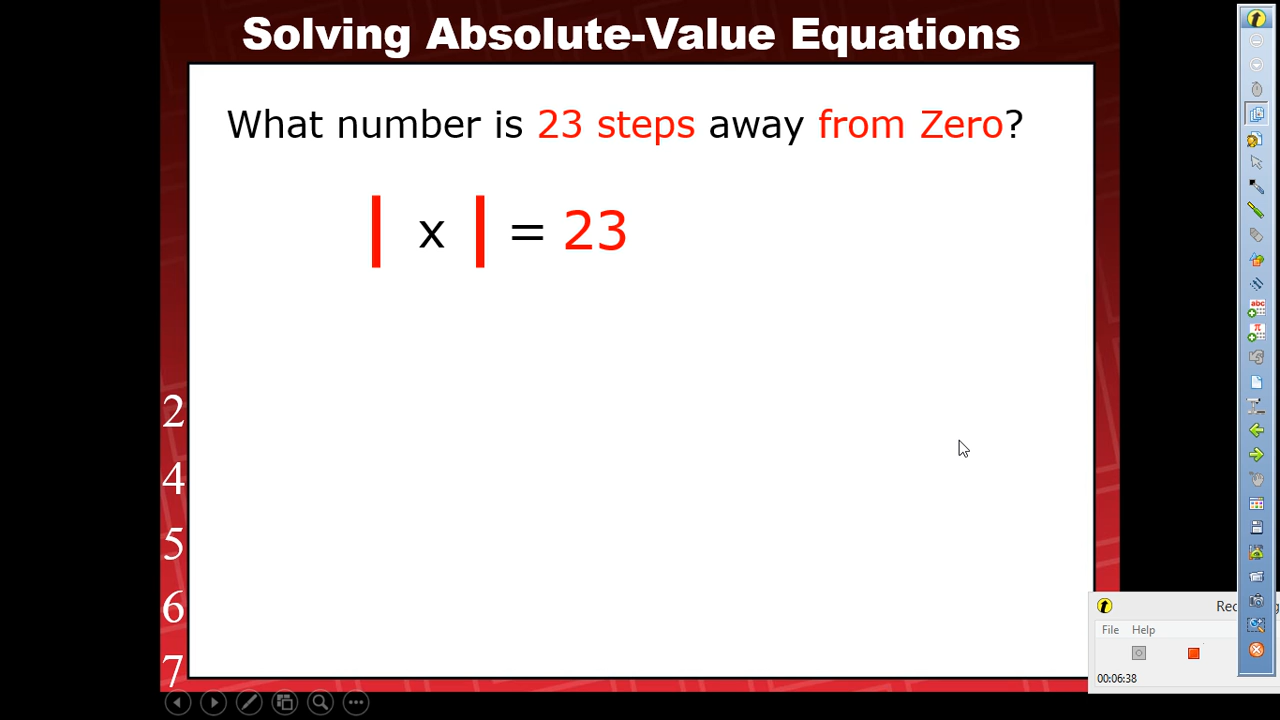 Solving Absolute-Value Equations
What number is 23 steps away from Zero?
| x | = 23
2
4
5
6
7
abc
π
File Help
00:06:38